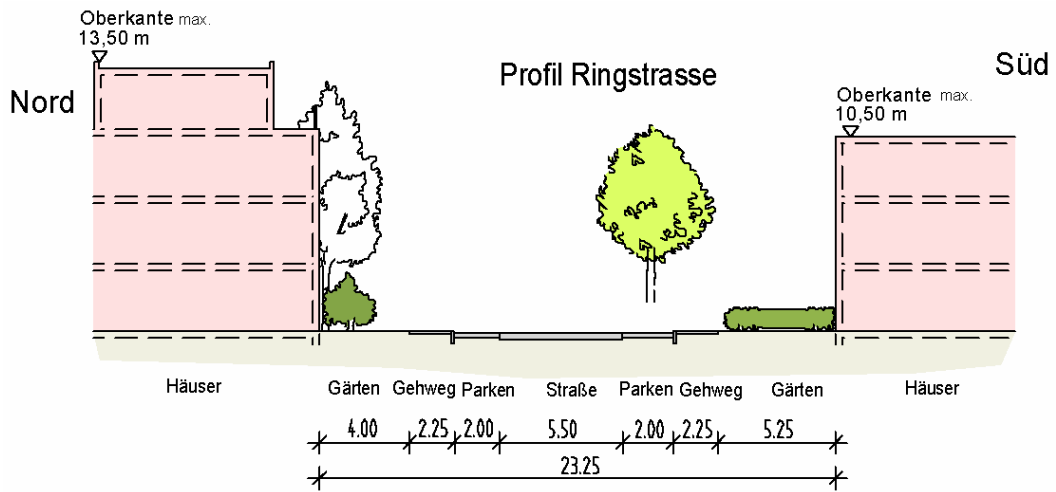 Oberkante max.
13,50 m
Nord
Profil Ringstrasse
Süd
Oberkante max.
10,50 m
Häuser Gärten Gehweg Parken Straße Parken Gehweg Gärten Häuser
4.00 2.25 2.00 5.50 2.00 2.25 5.25
23.25